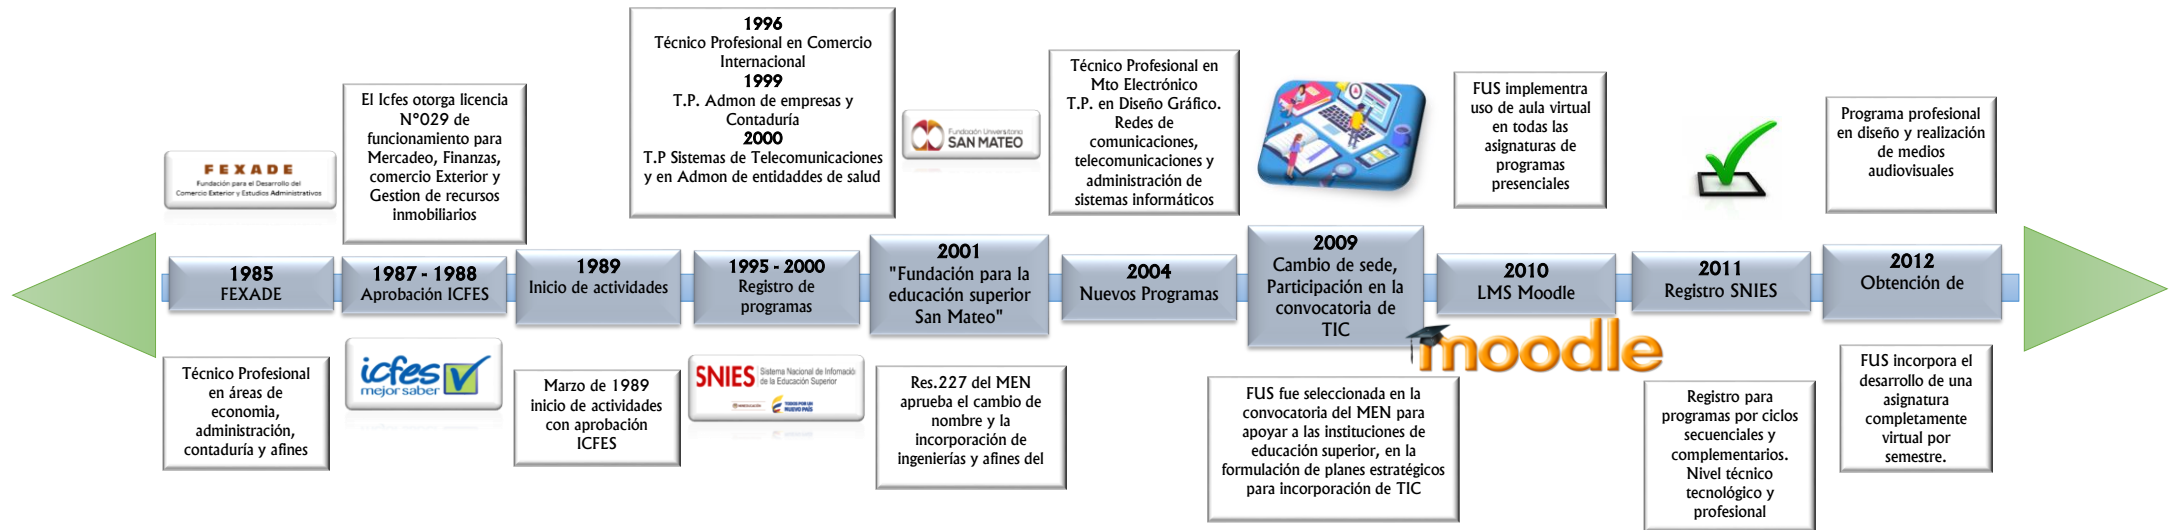 FEXADE
Fundación para el Desarrollo del
Comercio Exterior y Estudios Administrativos
1985
FEXADE
Técnico Profesional
en áreas de
economia,
administración,
contaduría y afines
El Icfes otorga licencia
N°029 de
funcionamiento para
Mercadeo, Finanzas,
comercio Exterior y
Gestion de recursos
inmobiliarios
1987 - 1988
Aprobación ICFES
icfes
mejor saber
1989
Inicio de actividades
Marzo de 1989
inicio de actividades
con aprobación
ICFES
1996
Técnico Profesional en Comercio
Internacional
1999
T.P. Admon de empresas y
Contaduría
2000
T.P Sistemas de Telecomunicaciones
y en Admon de entidaddes de salud
1995 - 2000
Registro de
programas
SNIES
Sistema Nacional de Informació
de la Educación Superior
MINEDUCACIÓN
TODOS POR UN
NUEVO PAÍS
Fundación Universitaria
SAN MATEO
2001
"Fundación para la
educación superior
San Mateo"
Res.227 del MEN
aprueba el cambio de
nombre y la
incorporación de
ingenierías y afines del
Técnico Profesional en
Mto Electrónico
T.P. en Diseño Gráfico.
Redes de
comunicaciones,
telecomunicaciones y
administración de
sistemas informáticos
2004
Nuevos Programas
2009
Cambio de sede,
Participación en la
convocatoria de
TIC
FUS fue seleccionada en la
convocatoria del MEN para
apoyar a las instituciones de
educación superior, en la
formulación de planes estratégicos
para incorporación de TIC
FUS implementra
uso de aula virtual
en todas las
asignaturas de
programas
presenciales
2010
LMS Moodle
moodle
2011
Registro SNIES
Registro para
programas por ciclos
secuenciales y
complementarios.
Nivel técnico
tecnológico y
profesional
Programa profesional
en diseño y realización
de medios
audiovisuales
2012
Obtención de
FUS incorpora el
desarrollo de una
asignatura
completamente
virtual por
semestre.